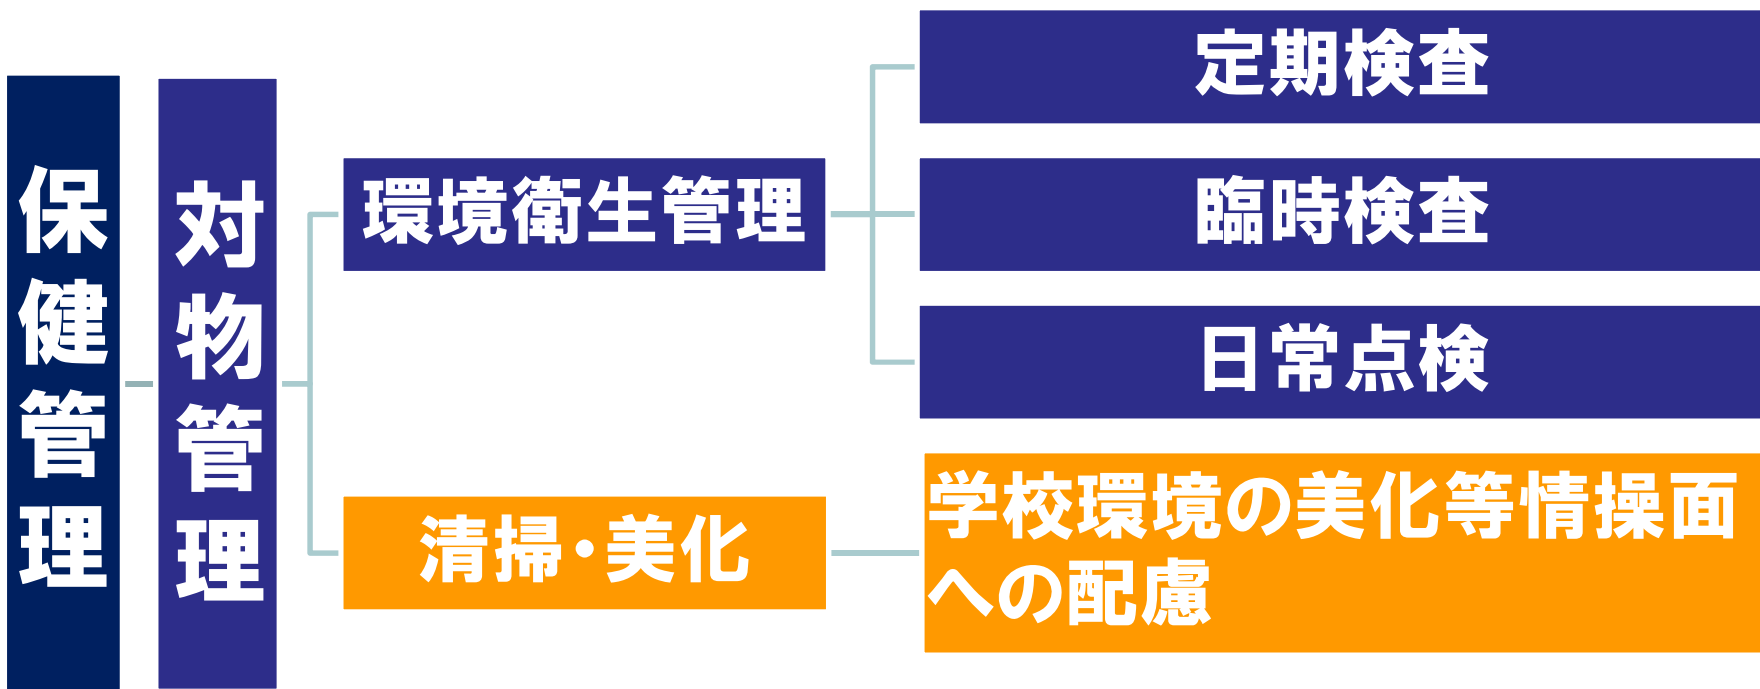 保健管理
対物管理
環境衛生管理
定期検査
臨時検査
日常点検
清掃・美化
学校環境の美化等情操面
への配慮